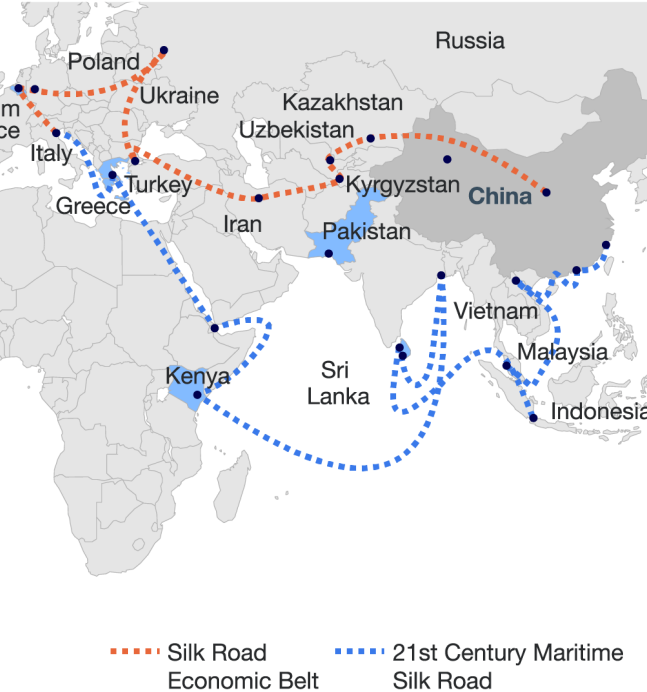 Russia
Poland
Ukraine
Kazakhstan
Uzbekistan
m
ce
Italy
Turkey
Kyrgyzstan
China
Greece
Iran
Pakistan
Vietnam
Malaysia
Kenya
Sri
Lanka
Indonesia
Silk Road
Economic Belt
21st Century Maritime
Silk Road